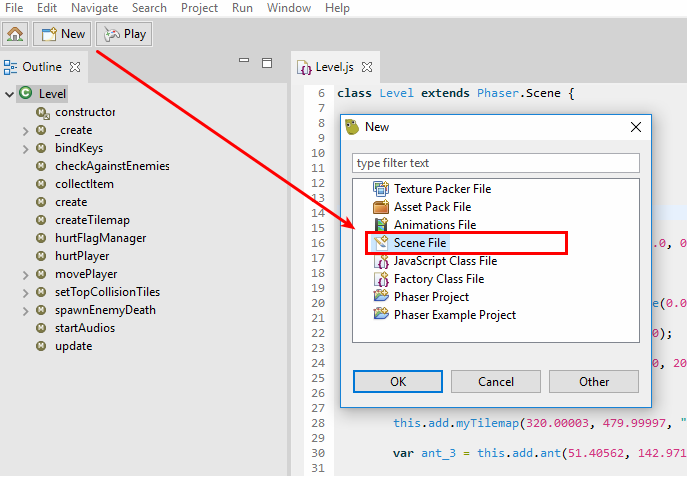 File Edit Navigate Search Project Run Window Help
New Play
Outline
Level.js
Level
constructor
_create
bindKeys
checkAgainstEnemies
collectItem
create
createTilemap
hurtFlagManager
hurtPlayer
movePlayer
setTopCollisionTiles
spawnEnemyDeath
startAudios
update
6 class Level extends Phaser.Scene {
7
8
9
10
11
12
13
14
15
16 .0, 0
17
18
19
20 e(0.0
21
22 0);
23
24 0, 20
25
26
27
28 this.add.myTilemap(320.00003, 479.99997, "
29
30 var ant_3 = this.add.ant(51.40562, 142.971
31
New
type filter text
Texture Packer File
Asset Pack File
Animations File
Scene File
JavaScript Class File
Factory Class File
Phaser Project
Phaser Example Project
OK Cancel Other